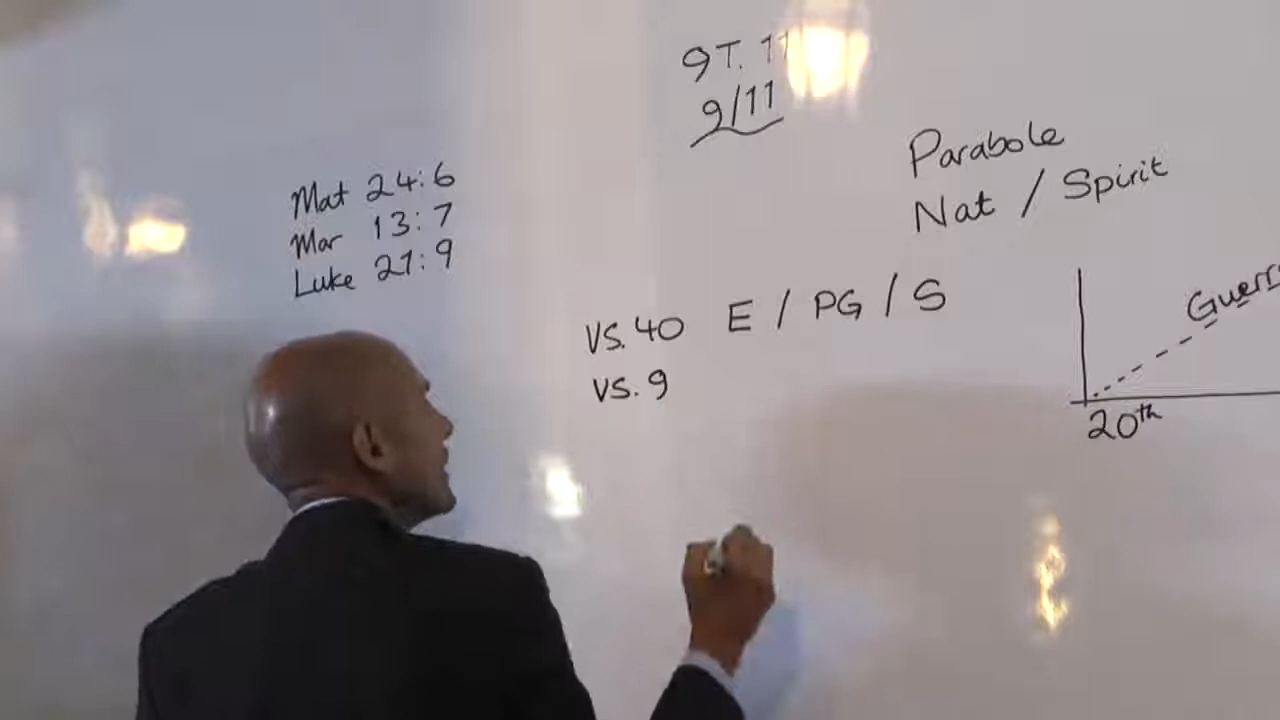 9T. 11
9/11
Parabole
Nat / Spirit
Mat 24:6
Mar 13:7
Luke 21:9
VS. 40 E / PG / S
VS. 9
20th